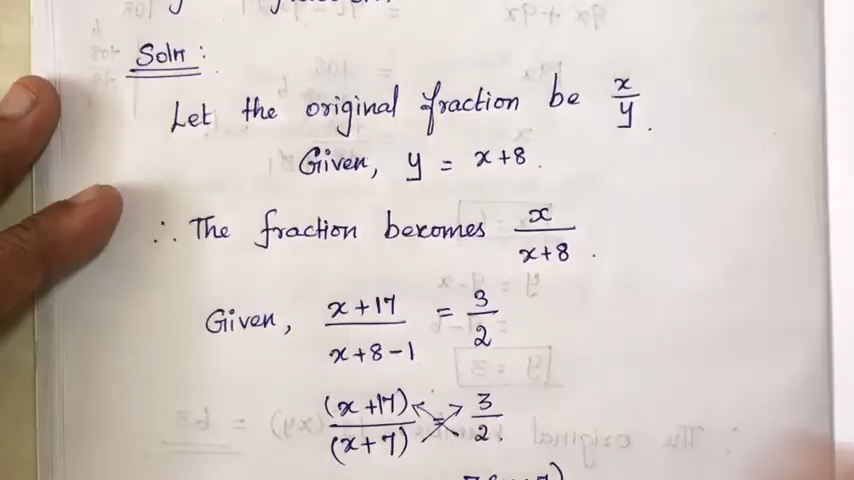 Soln :
Let the original fraction be x/y.
Given, y = x+8.
∴ The fraction becomes x/x+8.
Given, x+17/x+8-1 = 3/2
(x+17)/(x+7) = 3/2.